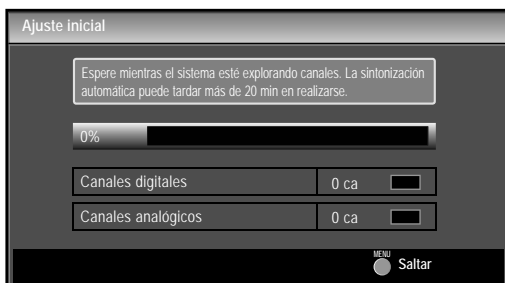 Ajuste inicial
Espere mientras el sistema esté explorando canales. La sintonización
automática puede tardar más de 20 min en realizarse.
0%
Canales digitales 0 ca
Canales analógicos 0 ca
MENU
Saltar